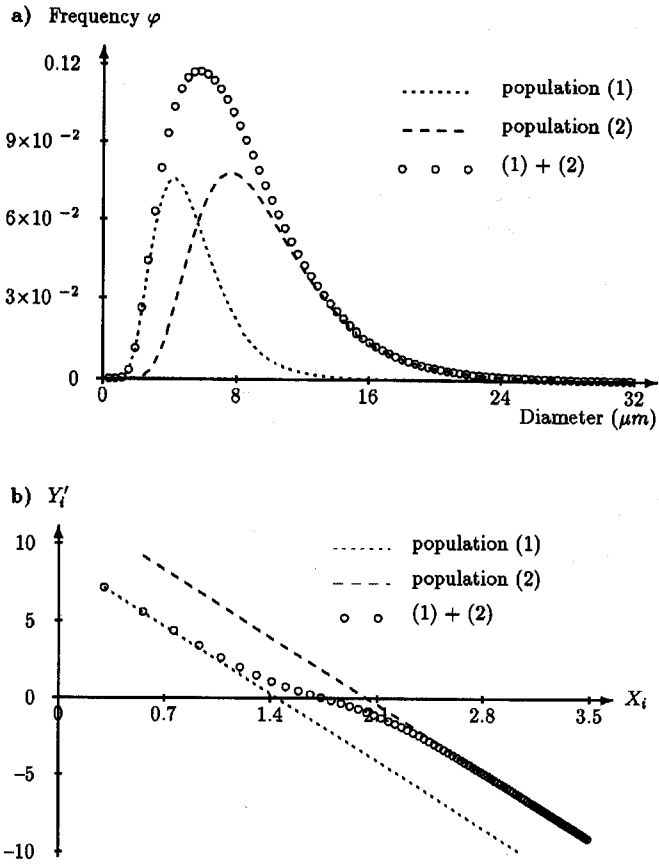 a) Frequency φ
0.12
9×10 -2
6×10 -2
3×10 -2
0
population (1)
population (2)
(1) + (2)
0 8 16 24 32
Diameter (μm)
b) Y'i
10
5
0
-5
-10
population (1)
population (2)
(1) + (2)
0 0.7 1.4 2.1 2.8 3.5
Xi